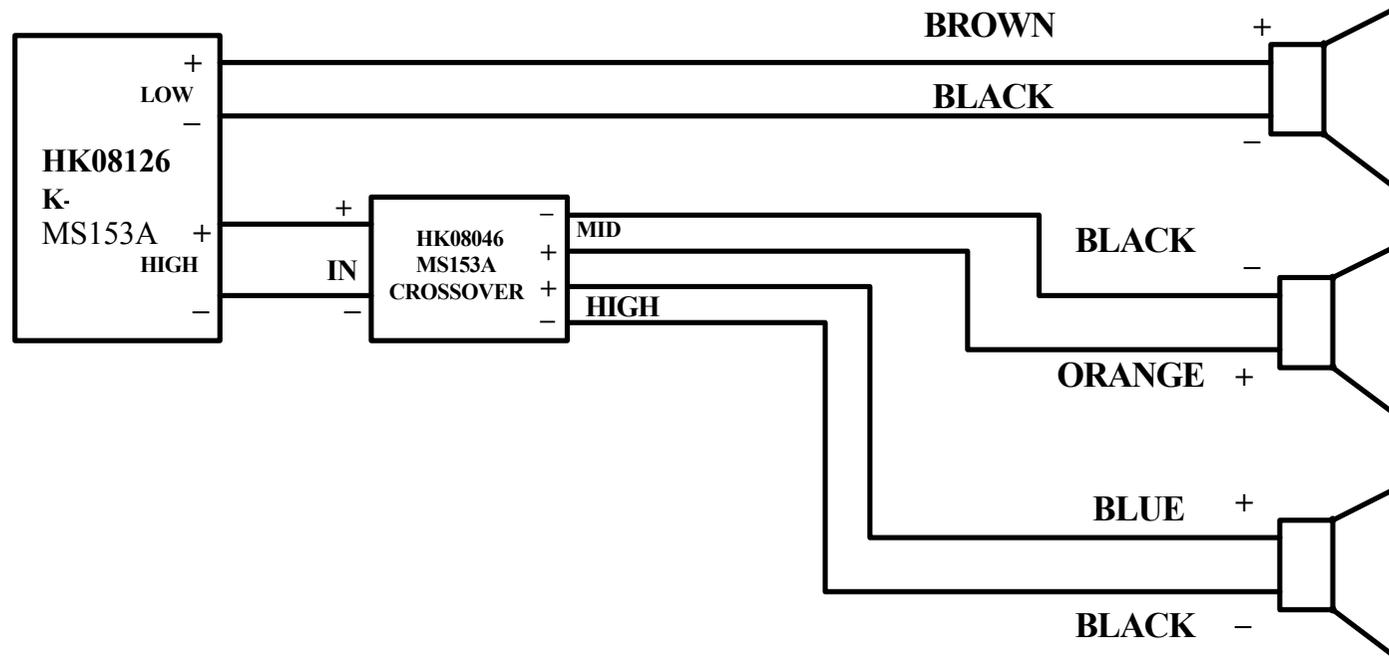 BROWN
+
+
LOW
BLACK
−
−
HK08126
K-
MS153A
+
HIGH
−
+
IN
−
HK08046
MS153A
CROSSOVER
−
MID
+
+
HIGH
−
BLACK
−
ORANGE +
BLUE +
BLACK −